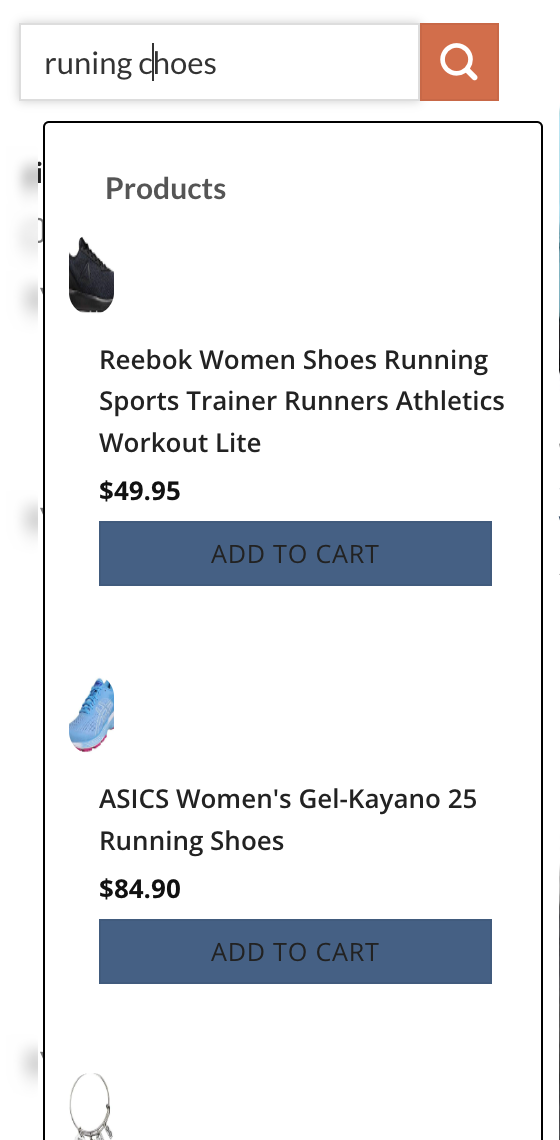 runing choes
Products
Reebok Women Shoes Running
Sports Trainer Runners Athletics
Workout Lite
$49.95
ADD TO CART
ASICS Women's Gel-Kayano 25
Running Shoes
$84.90
ADD TO CART